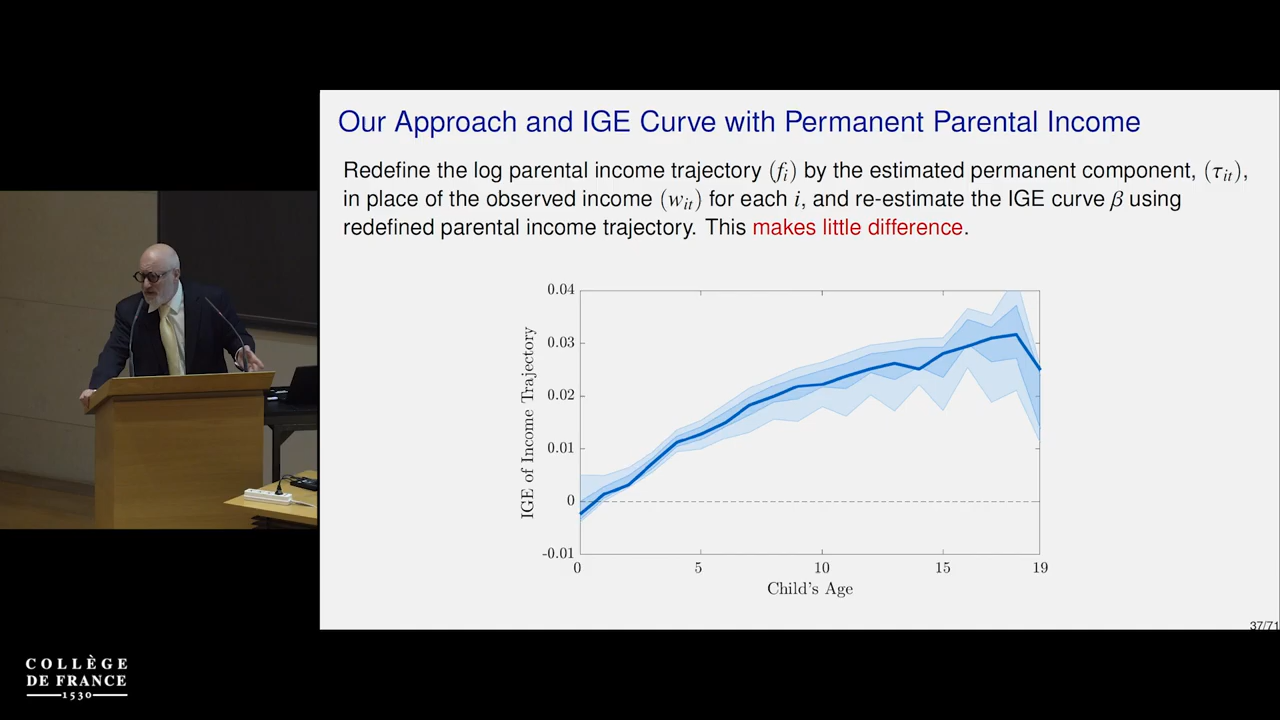 Our Approach and IGE Curve with Permanent Parental Income
Redefine the log parental income trajectory (fi) by the estimated permanent component, (τit),
in place of the observed income (wit) for each i, and re-estimate the IGE curve β using
redefined parental income trajectory. This makes little difference.
0.04
0.03
0.02
0.01
0
-0.01
IGE of Income Trajectory
0 5 10 15 19
Child's Age
37/71
COLLÈGE
DE FRANCE
1530